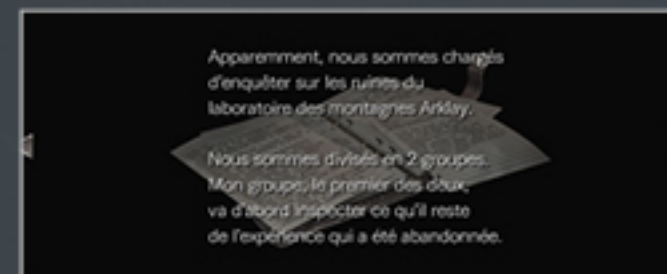 Apparemment, nous sommes chargés
d'enquêter sur les ruines du
laboratoire des montagnes Arklay.
Nous sommes divisés en 2 groupes.
Mon groupe, le premier des deux,
va d'abord inspecter ce qu'il reste
de l'expérience qui a été abandonnée.